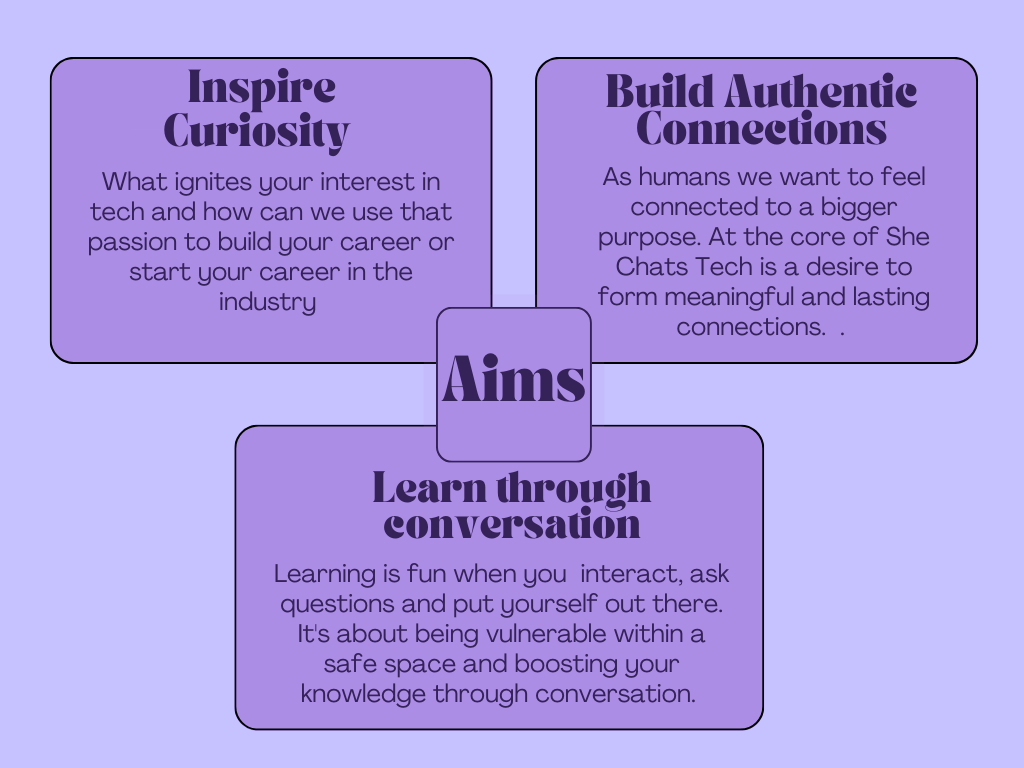 Inspire
Curiosity
What ignites your interest in
tech and how can we use that
passion to build your career or
start your career in the
industry
Build Authentic
Connections
As humans we want to feel
connected to a bigger
purpose. At the core of She
Chats Tech is a desire to
form meaningful and lasting
connections.  .
Aims
Learn through
conversation
Learning is fun when you  interact, ask
questions and put yourself out there.
It's about being vulnerable within a
safe space and boosting your
knowledge through conversation.